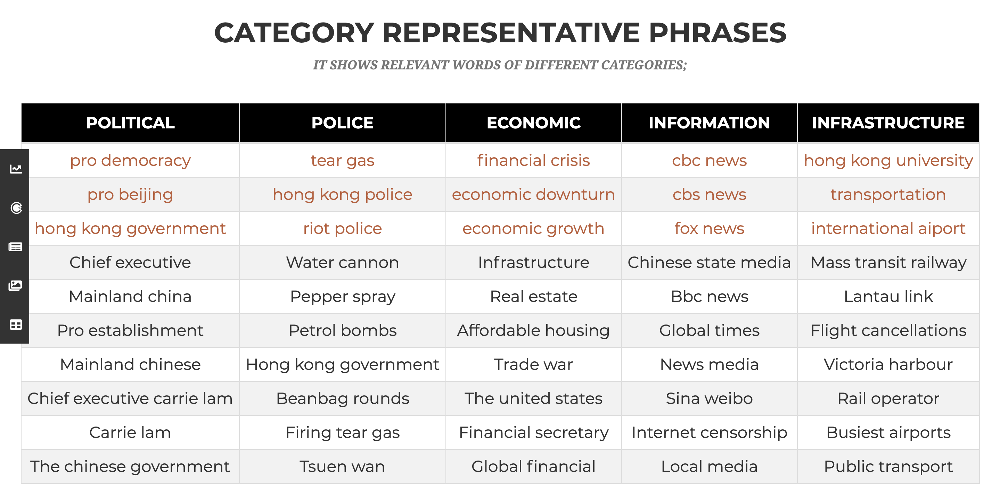 CATEGORY REPRESENTATIVE PHRASES
IT SHOWS RELEVANT WORDS OF DIFFERENT CATEGORIES;
POLITICAL POLICE ECONOMIC INFORMATION INFRASTRUCTURE
pro democracy tear gas financial crisis cbc news hong kong university
pro beijing hong kong police economic downturn cbs news transportation
hong kong government riot police economic growth fox news international aiport
Chief executive Water cannon Infrastructure Chinese state media Mass transit railway
Mainland china Pepper spray Real estate Bbc news Lantau link
Pro establishment Petrol bombs Affordable housing Global times Flight cancellations
Mainland chinese Hong kong government Trade war News media Victoria harbour
Chief executive carrie lam Beanbag rounds The united states Sina weibo Rail operator
Carrie lam Firing tear gas Financial secretary Internet censorship Busiest airports
The chinese government Tsuen wan Global financial Local media Public transport